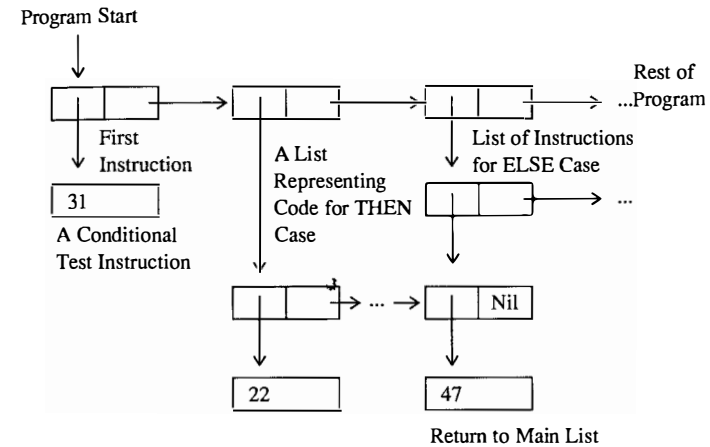 Program Start
Rest of
...Program
First
Instruction
A List
Representing
Code for THEN
Case
List of Instructions
for ELSE Case
31
...
A Conditional
Test Instruction
...
Nil
22
47
Return to Main List